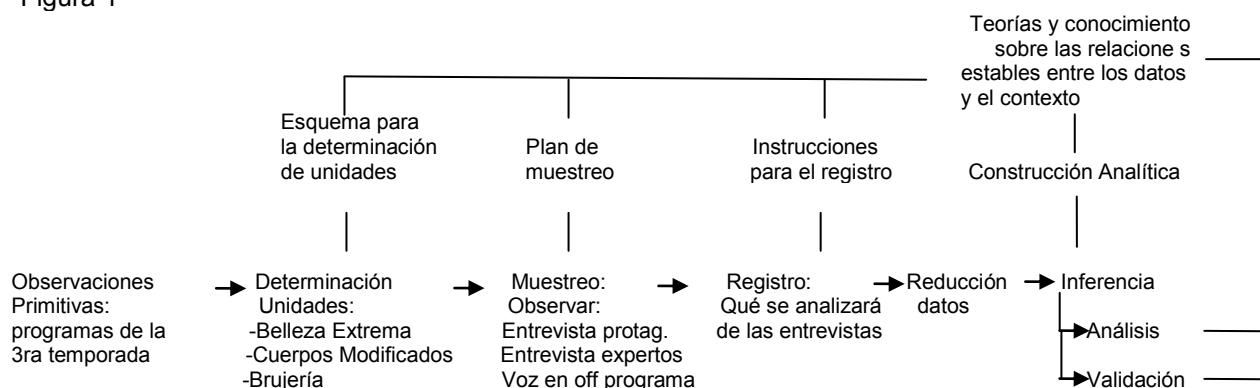 Figura 1
Teorías y conocimiento
sobre las relacione s
estables entre los datos
y el contexto
Esquema para
la determinación
de unidades
Plan de
muestreo
Instrucciones
para el registro
Construcción Analítica
Observaciones
Primitivas:
programas de la
3ra temporada
Determinación
Unidades:
-Belleza Extrema
-Cuerpos Modificados
-Brujería
Muestreo:
Observar:
Entrevista protag.
Entrevista expertos
Voz en off programa
Registro:
Qué se analizará
de las entrevistas
Reducción
datos
Inferencia
Análisis
Validación